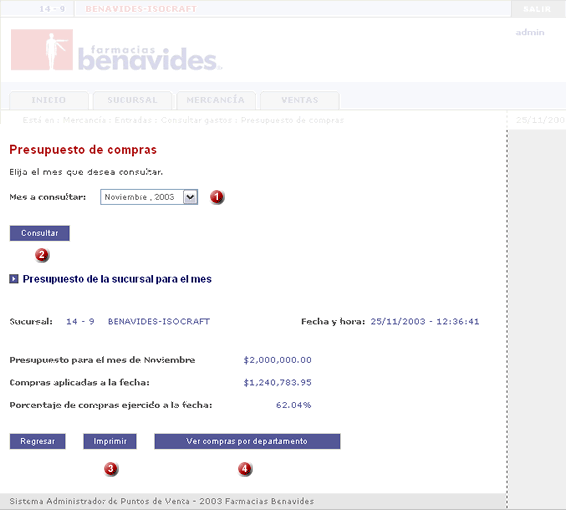 14 - 9 BENAVIDES-ISOCRAFT SALIR
admin
farmacias
benavides
INICIO SUCURSAL MERCANCÍA VENTAS
Está en : Mercancía : Entradas : Consultar gastos : Presupuesto de compras 25/11/200
Presupuesto de compras
Elija el mes que desea consultar.
Mes a consultar: Noviembre , 2003 1
Consultar
2
Presupuesto de la sucursal para el mes
Sucursal: 14 - 9 BENAVIDES-ISOCRAFT Fecha y hora: 25/11/2003 - 12:36:41
Presupuesto para el mes de Noviembre $2,000,000.00
Compras aplicadas a la fecha: $1,240,783.95
Porcentaje de compras ejercido a la fecha: 62.04%
Regresar Imprimir Ver compras por departamento
3 4
Sistema Administrador de Puntos de Venta - 2003 Farmacias Benavides